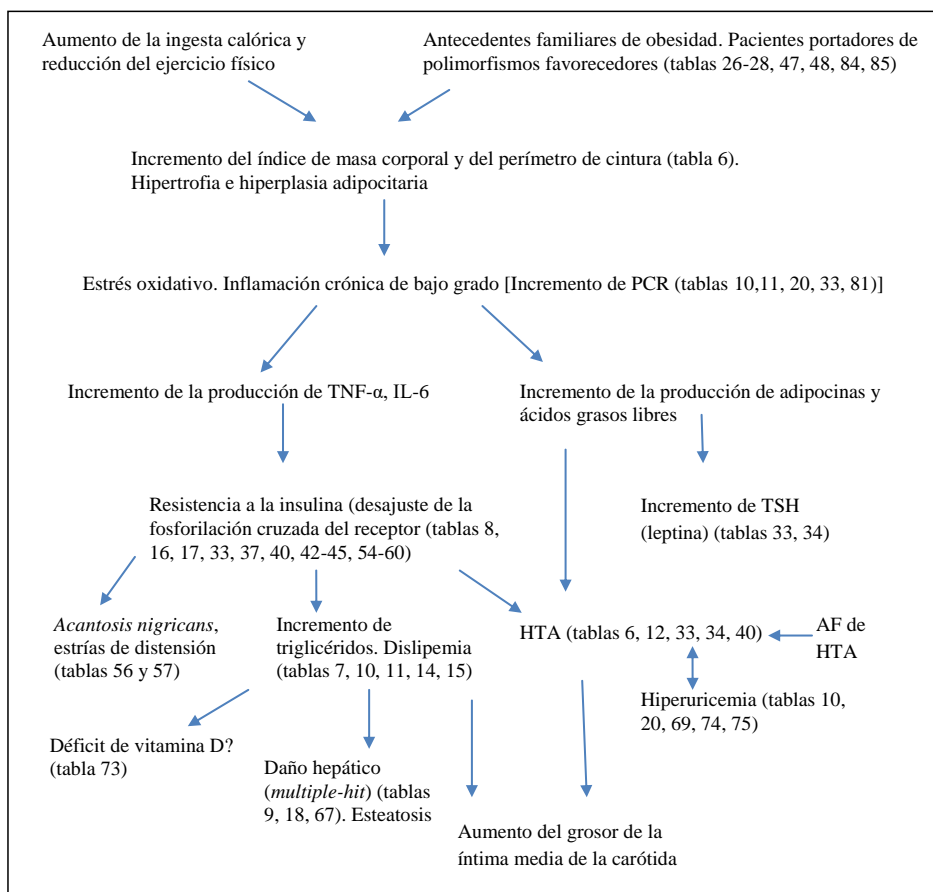 Aumento de la ingesta calórica y
reducción del ejercicio físico
Antecedentes familiares de obesidad. Pacientes portadores de
polimorfismos favorecedores (tablas 26-28, 47, 48, 84, 85)
Incremento del índice de masa corporal y del perímetro de cintura (tabla 6).
Hipertrofia e hiperplasia adipocitaria
Estrés oxidativo. Inflamación crónica de bajo grado [Incremento de PCR (tablas 10,11, 20, 33, 81)]
Incremento de la producción de TNF-α, IL-6
Incremento de la producción de adipocinas y
ácidos grasos libres
Resistencia a la insulina (desajuste de la
fosforilación cruzada del receptor (tablas 8,
16, 17, 33, 37, 40, 42-45, 54-60)
Incremento de TSH
(leptina) (tablas 33, 34)
Acantosis nigricans,
estrías de distensión
(tablas 56 y 57)
Incremento de
triglicéridos. Dislipemia
(tablas 7, 10, 11, 14, 15)
HTA (tablas 6, 12, 33, 34, 40)
AF de
HTA
Hiperuricemia (tablas 10,
20, 69, 74, 75)
Déficit de vitamina D?
(tabla 73)
Daño hepático
(multiple-hit) (tablas
9, 18, 67). Esteatosis
Aumento del grosor de la
íntima media de la carótida